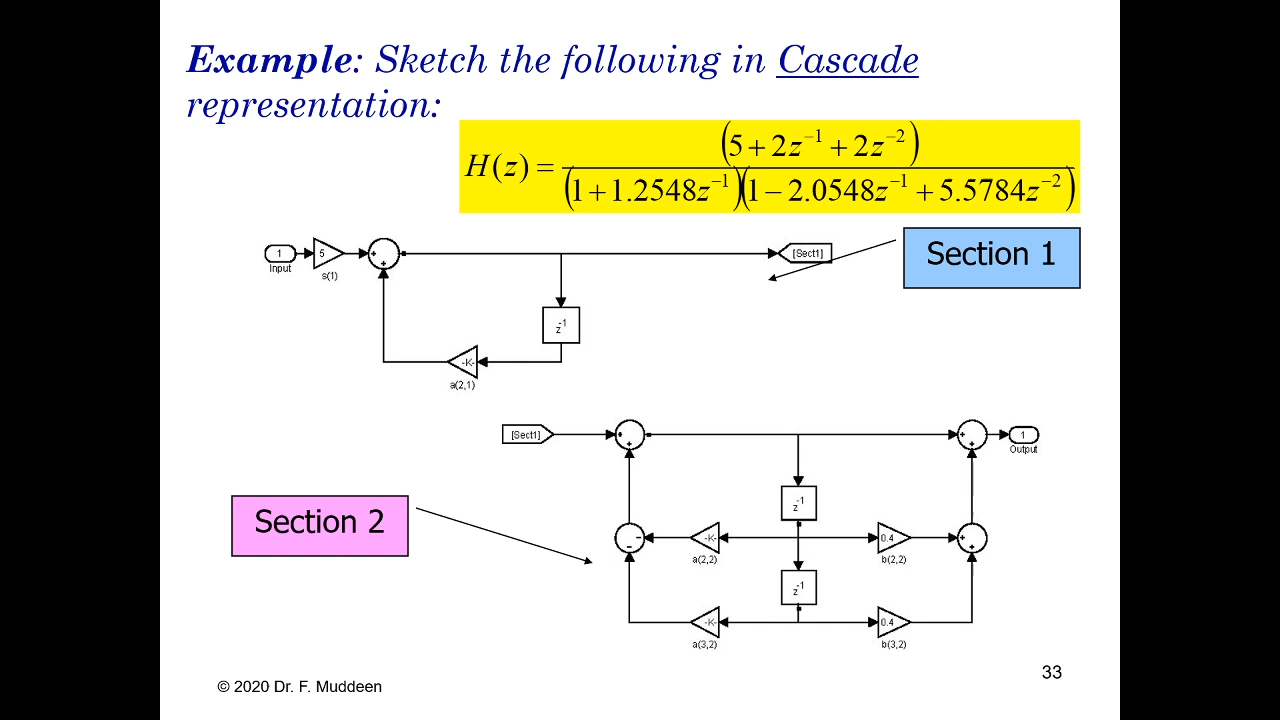 Example: Sketch the following in Cascade
representation:
H(z) = (5 + 2z⁻¹ + 2z⁻²) / (1 + 1.2548z⁻¹)(1 − 2.0548z⁻¹ + 5.5784z⁻²)
Section 1
1
Input
5
s(1)
+
+
[Sect1]
z⁻¹
-K-
a(2,1)
[Sect1]
+
+
+
+
1
Output
Section 2
z⁻¹
−
−
-K-
a(2,2)
0.4
b(2,2)
+
+
z⁻¹
-K-
a(3,2)
0.4
b(3,2)
© 2020 Dr. F. Muddeen
33